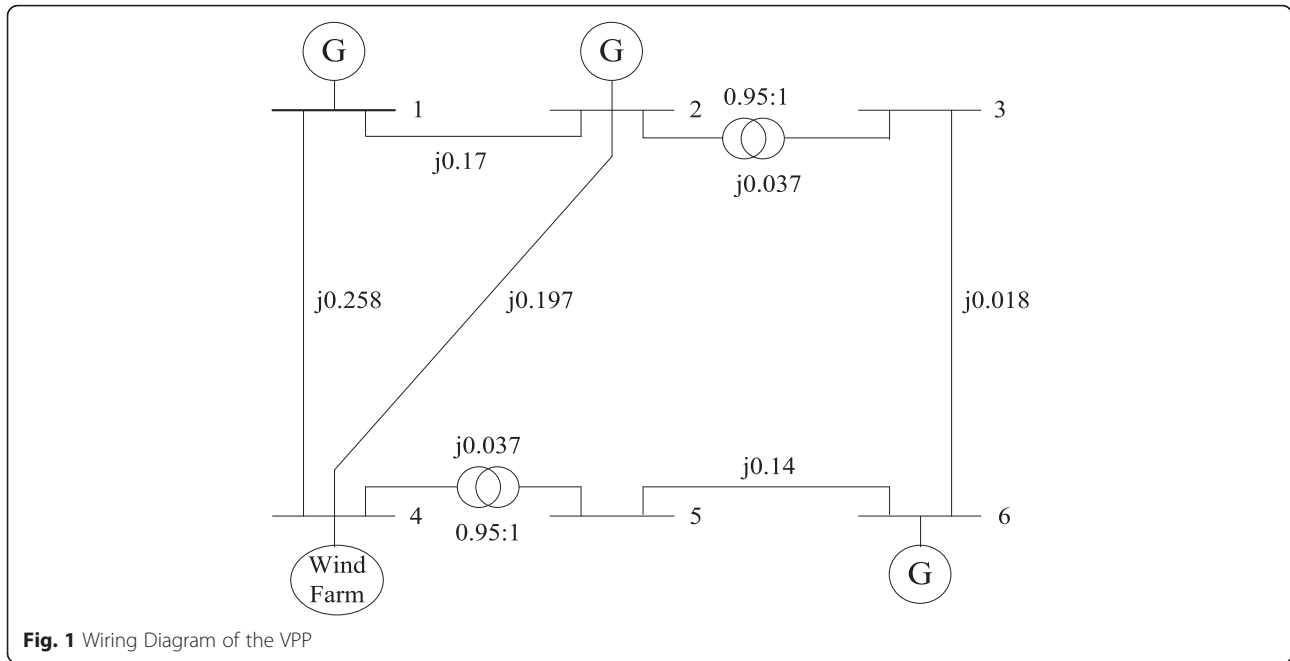 G
G
1
2
0.95:1
3
j0.17
j0.037
j0.258
j0.197
j0.018
j0.037
j0.14
4
0.95:1
5
6
Wind
Farm
G
Fig. 1 Wiring Diagram of the VPP